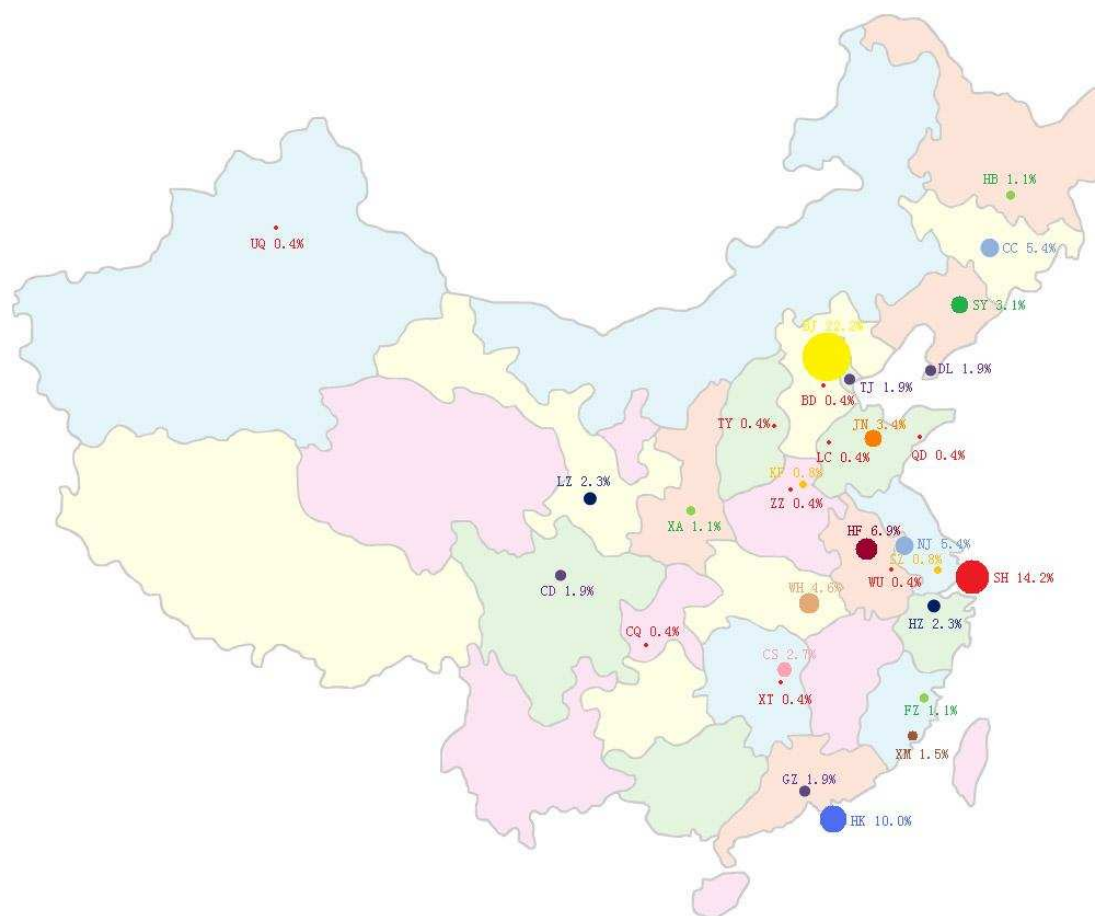 HB 1.1%
UQ 0.4%
CC 5.4%
SY 3.1%
BJ 22.2%
DL 1.9%
TJ 1.9%
BD 0.4%
TY 0.4%
JN 3.4%
LC 0.4%
QD 0.4%
KF 0.8%
LZ 2.3%
ZZ 0.4%
XA 1.1%
HF 6.9%
NJ 5.4%
SZ 0.8%
SH 14.2%
WU 0.4%
CD 1.9%
WH 4.6%
HZ 2.3%
CQ 0.4%
CS 2.7%
XT 0.4%
FZ 1.1%
XM 1.5%
GZ 1.9%
HK 10.0%